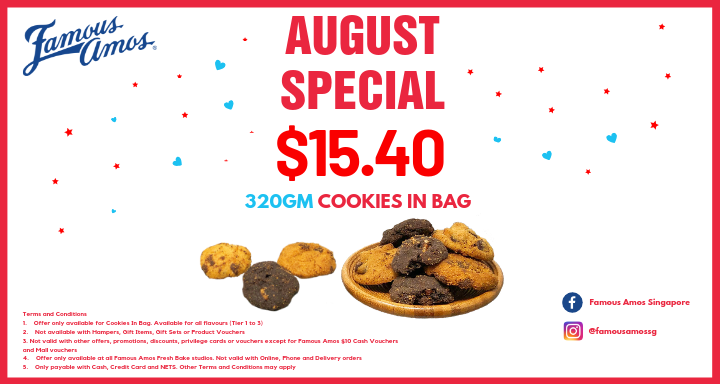 Famous
Amos
AUGUST
SPECIAL
$15.40
320GM COOKIES IN BAG
Terms and Conditions
1. Offer only available for Cookies In Bag. Available for all flavours (Tier 1 to 3)
2. Not available with Hampers, Gift Items, Gift Sets or Product Vouchers
3. Not valid with other offers, promotions, discounts, privilege cards or vouchers except for Famous Amos $10 Cash Vouchers
and Mall vouchers
4. Offer only available at all Famous Amos Fresh Bake studios. Not valid with Online, Phone and Delivery orders
5. Only payable with Cash, Credit Card and NETS. Other Terms and Conditions may apply
Famous Amos Singapore
@famousamossg